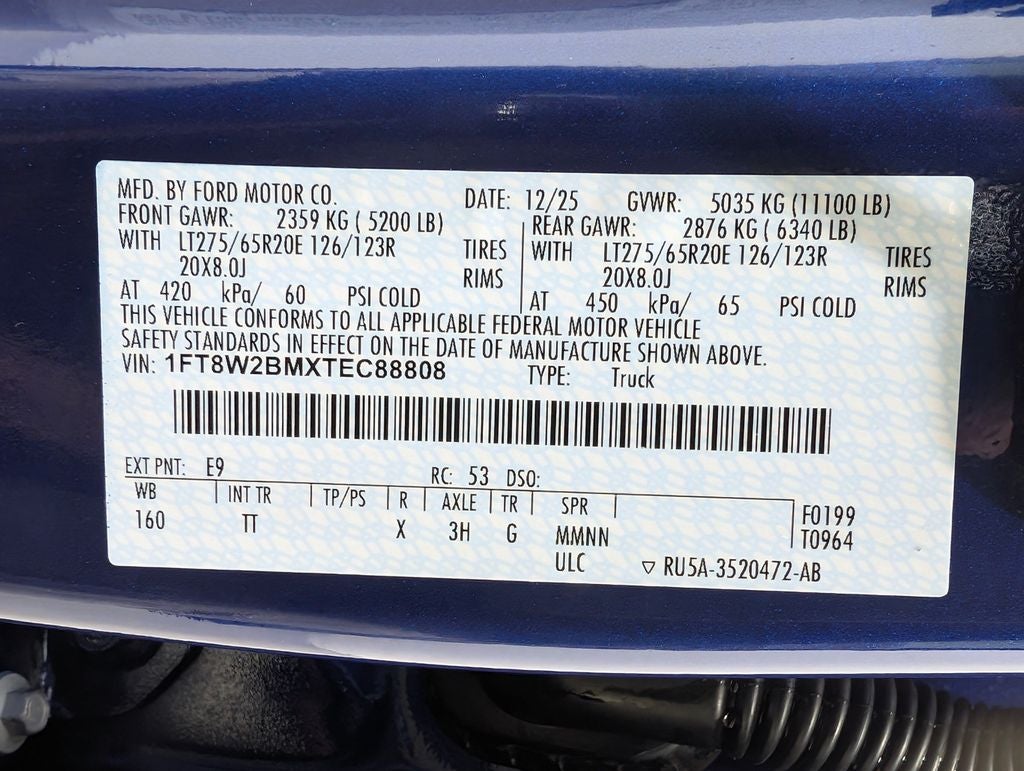 MFD. BY FORD MOTOR CO. DATE: 12/25 GVWR: 5035 KG (11100 LB)
FRONT GAWR: 2359 KG ( 5200 LB) REAR GAWR: 2876 KG ( 6340 LB)
WITH LT275/65R20E 126/123R TIRES WITH LT275/65R20E 126/123R TIRES
20X8.0J RIMS 20X8.0J RIMS
AT 420 kPa/ 60 PSI COLD AT 450 kPa/ 65 PSI COLD
THIS VEHICLE CONFORMS TO ALL APPLICABLE FEDERAL MOTOR VEHICLE
SAFETY STANDARDS IN EFFECT ON THE DATE OF MANUFACTURE SHOWN ABOVE.
VIN: 1FT8W2BMXTEC88808 TYPE: Truck
EXT PNT: E9 RC: 53 DSO:
WB INT TR TP/PS R AXLE TR SPR
160 TT X 3H G MMNN
ULC
F0199
T0964
▽ RU5A-3520472-AB